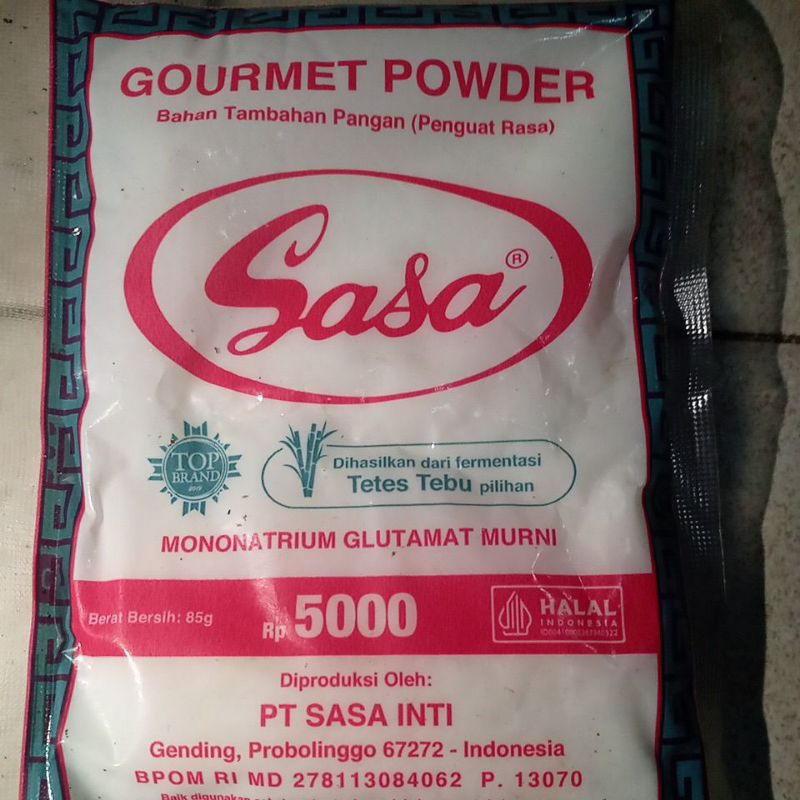 GOURMET POWDER
Bahan Tambahan Pangan (Penguat Rasa)
Sasa®
TOP
BRAND
Dihasilkan dari fermentasi
Tetes Tebu pilihan
MONONATRIUM GLUTAMAT MURNI
Berat Bersih: 85g
Rp 5000
HALAL
INDONESIA
Diproduksi Oleh:
PT SASA INTI
Gending, Probolinggo 67272 - Indonesia
BPOM RI MD 278113084062 P. 13070
Baik digunakan